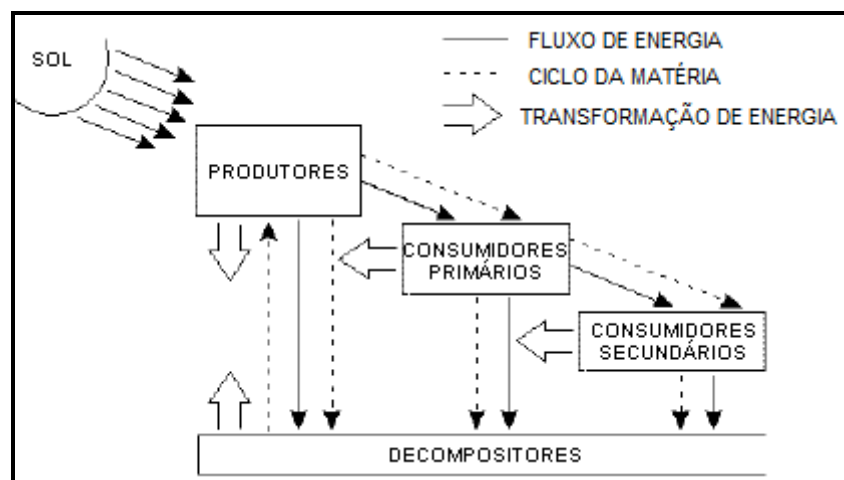 SOL
FLUXO DE ENERGIA
CICLO DA MATÉRIA
TRANSFORMAÇÃO DE ENERGIA
PRODUTORES
CONSUMIDORES
PRIMÁRIOS
CONSUMIDORES
SECUNDÁRIOS
DECOMPOSITORES